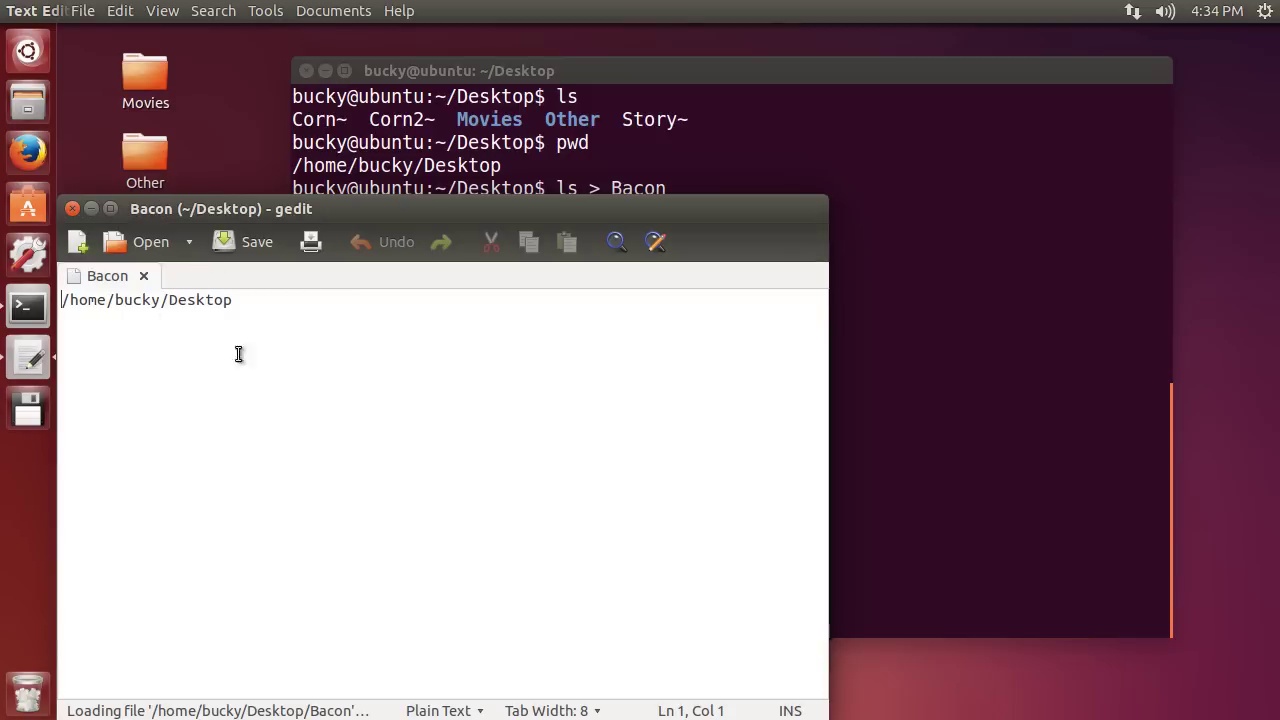 Text Edit File Edit View Search Tools Documents Help 4:34 PM
Movies
Other
bucky@ubuntu: ~/Desktop
bucky@ubuntu:~/Desktop$ ls
Corn~ Corn2~ Movies Other Story~
bucky@ubuntu:~/Desktop$ pwd
/home/bucky/Desktop
bucky@ubuntu:~/Desktop$ ls > Bacon
Bacon (~/Desktop) - gedit
Open Save Undo
Bacon
/home/bucky/Desktop
Loading file '/home/bucky/Desktop/Bacon'… Plain Text Tab Width: 8 Ln 1, Col 1 INS